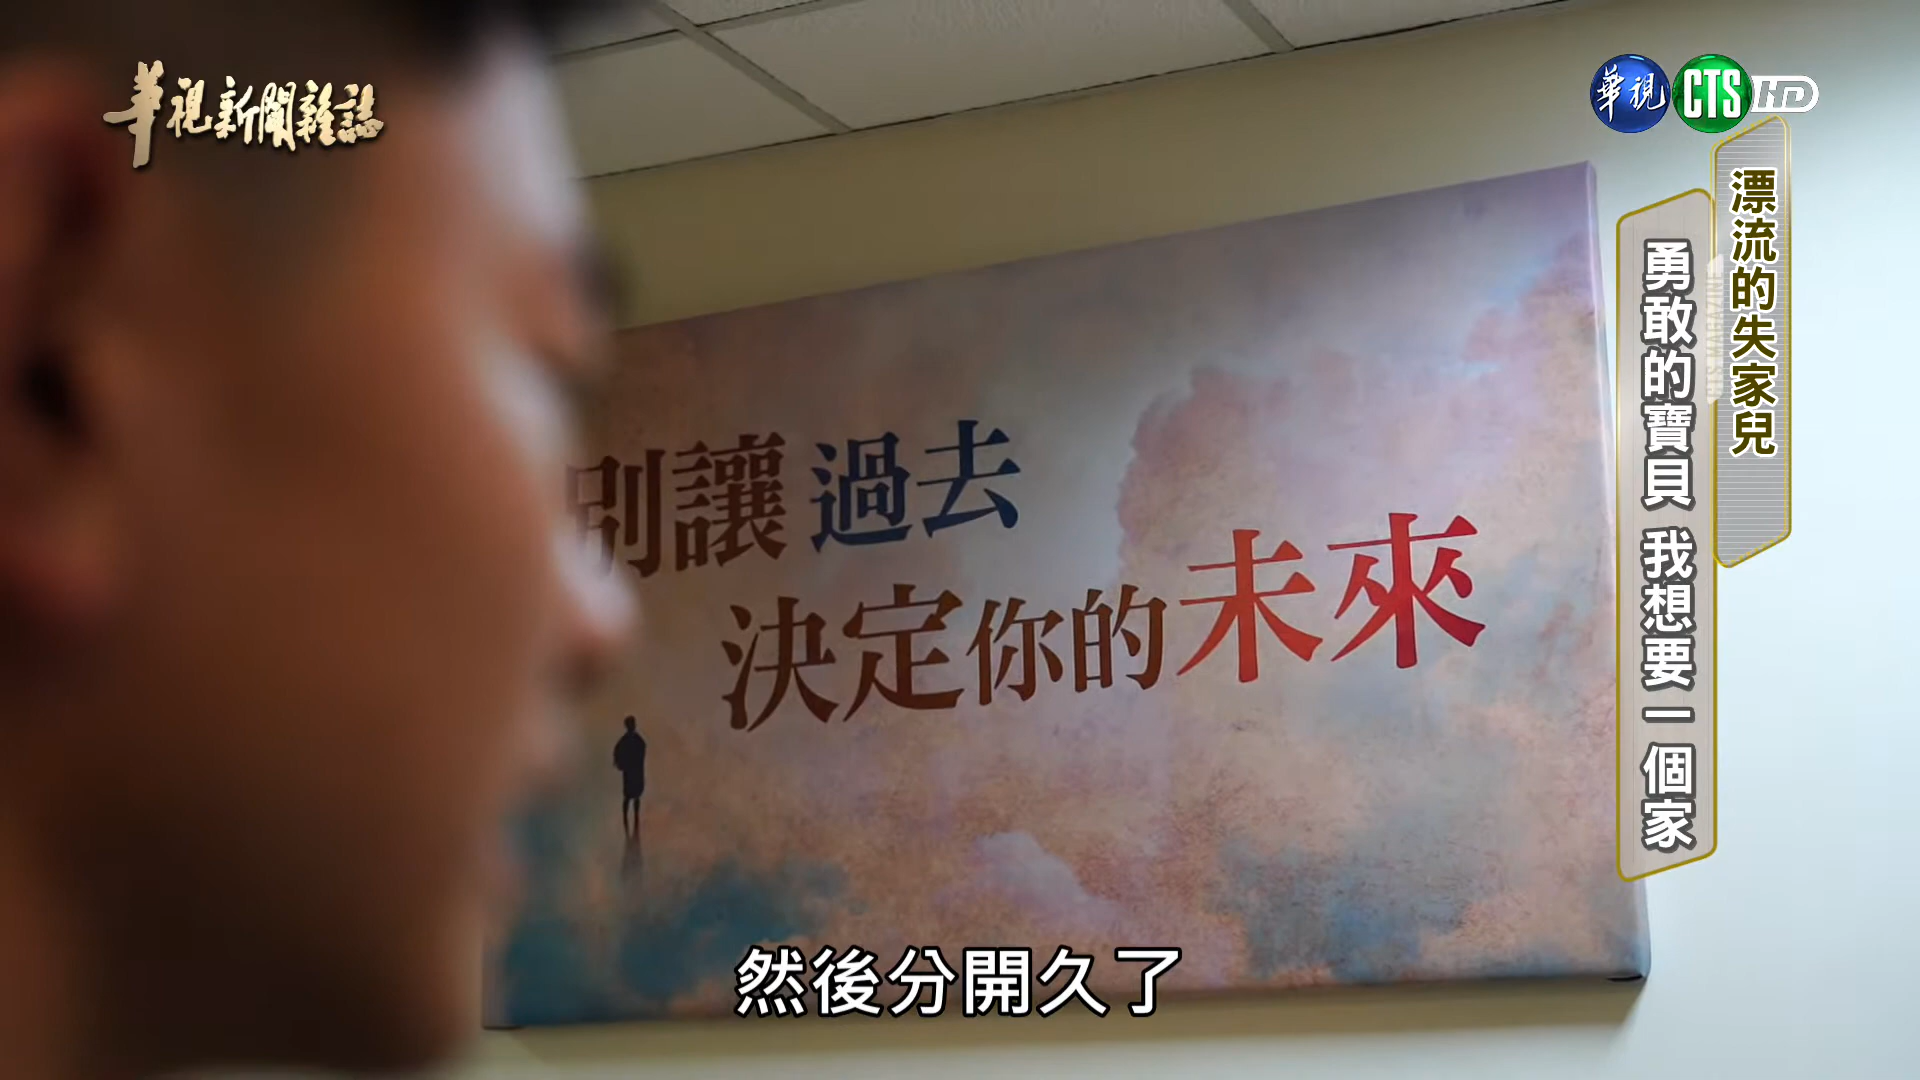 華視新聞雜誌
華視 CTS HD
漂流的失家兒
勇敢的寶貝 我想要一個家
別讓過去
決定你的未來
然後分開久了